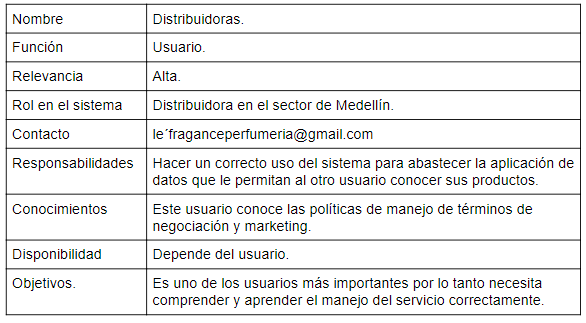 Nombre Distribuidoras.
Función Usuario.
Relevancia Alta.
Rol en el sistema Distribuidora en el sector de Medellín.
Contacto le´fraganceperfumeria@gmail.com
Responsabilidades Hacer un correcto uso del sistema para abastecer la aplicación de
datos que le permitan al otro usuario conocer sus productos.
Conocimientos Este usuario conoce las políticas de manejo de términos de
negociación y marketing.
Disponibilidad Depende del usuario.
Objetivos. Es uno de los usuarios más importantes por lo tanto necesita
comprender y aprender el manejo del servicio correctamente.